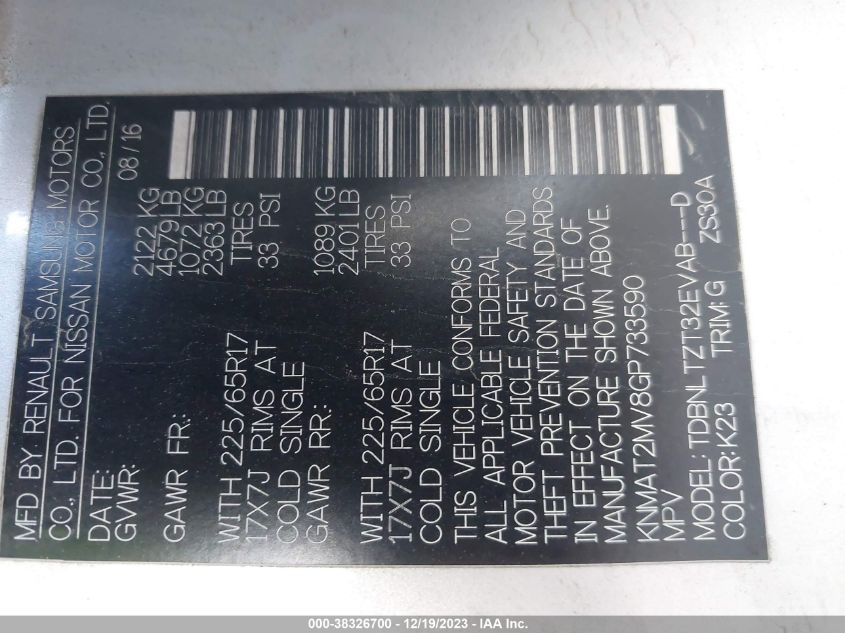 MFD BY RENAULT SAMSUNG MOTORS
CO., LTD. FOR NISSAN MOTOR CO., LTD.
DATE: 08/16
GVWR: 2122 KG
4679 LB
GAWR FR.: 1072 KG
2363 LB
WITH 225/65R17 TIRES
17X7J RIMS AT 33 PSI
COLD SINGLE
GAWR RR.: 1089 KG
2401 LB
WITH 225/65R17 TIRES
17X7J RIMS AT 33 PSI
COLD SINGLE
THIS VEHICLE CONFORMS TO
ALL APPLICABLE FEDERAL
MOTOR VEHICLE SAFETY AND
THEFT PREVENTION STANDARDS
IN EFFECT ON THE DATE OF
MANUFACTURE SHOWN ABOVE.
KNMAT2MV8GP733590
MPV
MODEL: TDBNLTZT32EVAB---D
COLOR: K23 TRIM: G ZS30A
000-38326700 - 12/19/2023 - IAA Inc.